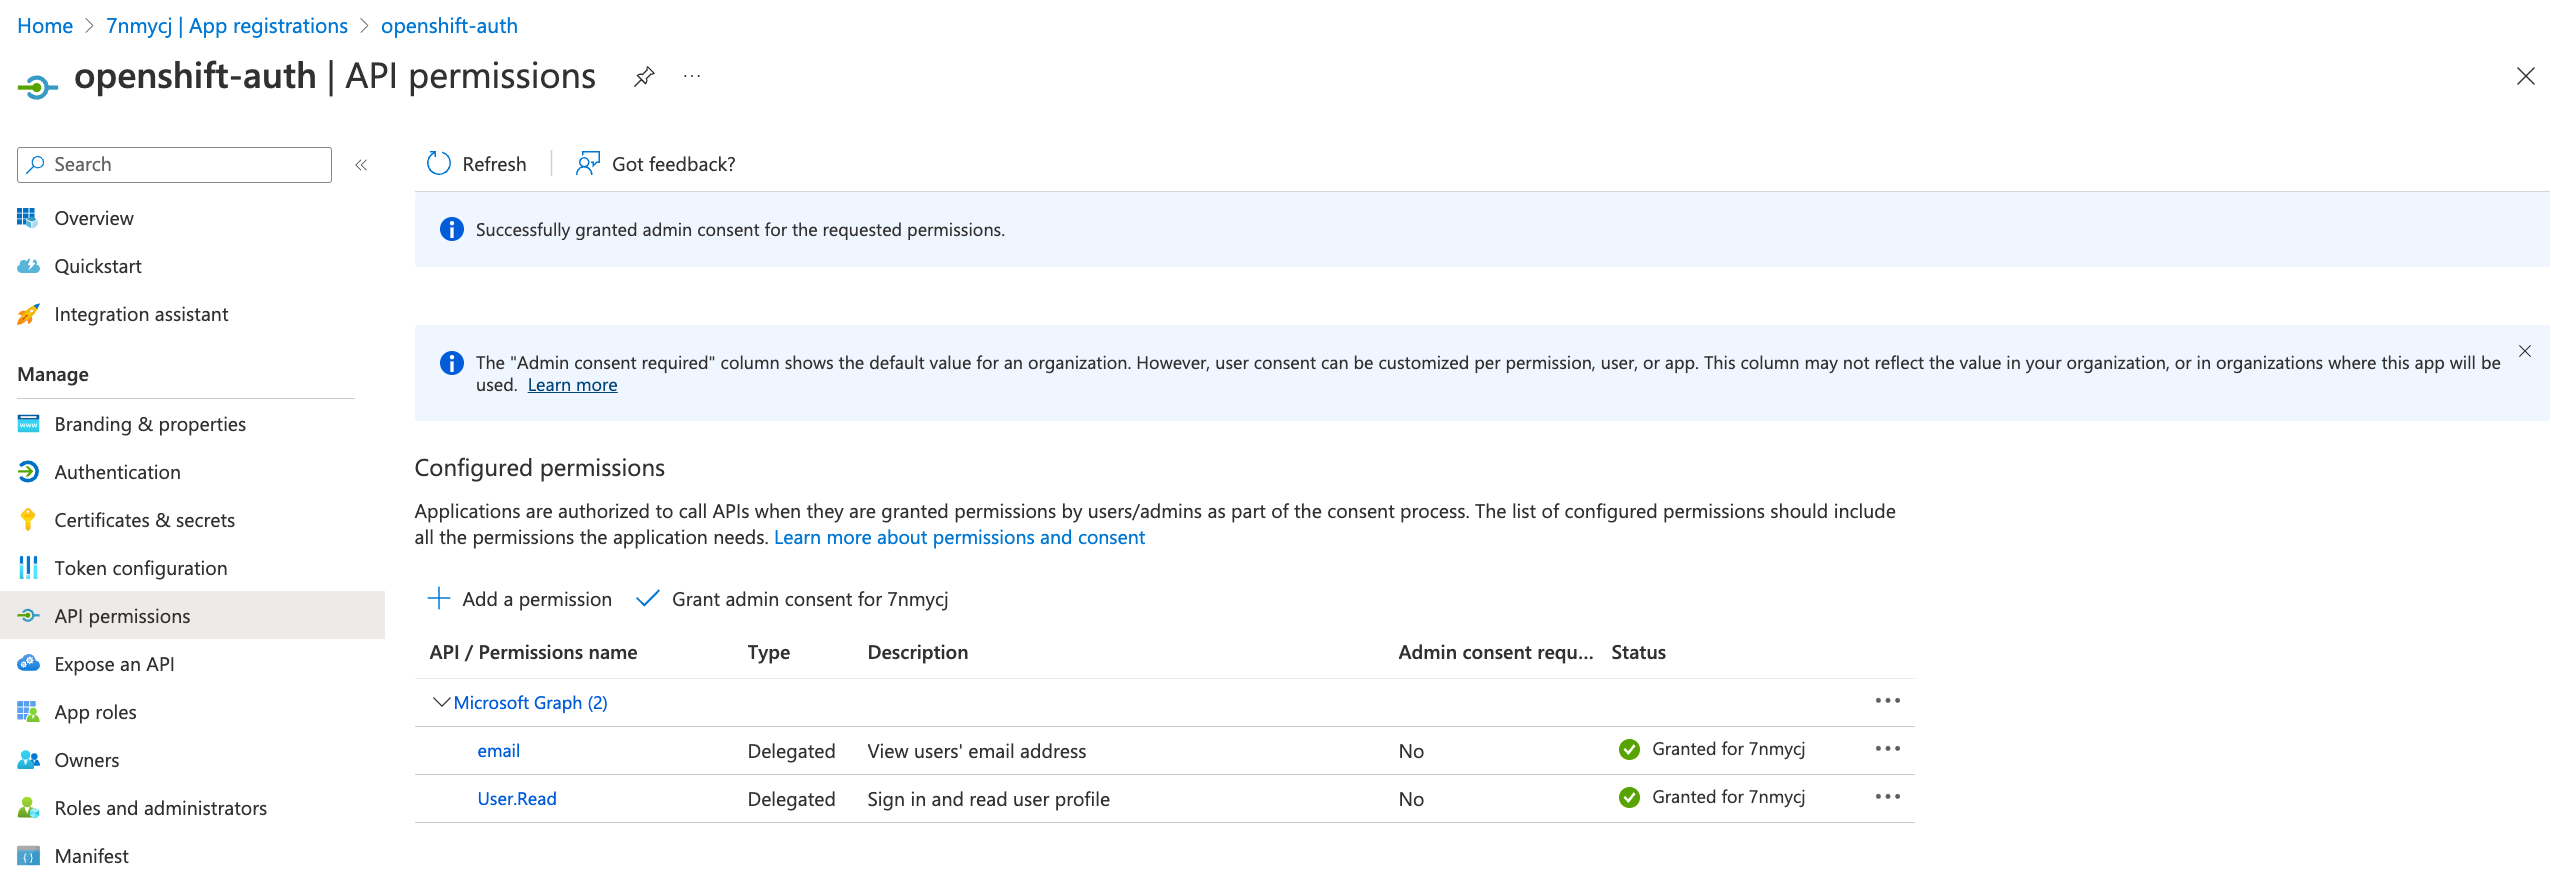 Home > 7nmycj | App registrations > openshift-auth
openshift-auth | API permissions ...
Search
«
Refresh | Got feedback?
Overview
Quickstart
Integration assistant
Manage
Branding & properties
Authentication
Certificates & secrets
Token configuration
API permissions
Expose an API
App roles
Owners
Roles and administrators
Manifest
Successfully granted admin consent for the requested permissions.
The "Admin consent required" column shows the default value for an organization. However, user consent can be customized per permission, user, or app. This column may not reflect the value in your organization, or in organizations where this app will be
used. Learn more
Configured permissions
Applications are authorized to call APIs when they are granted permissions by users/admins as part of the consent process. The list of configured permissions should include
all the permissions the application needs. Learn more about permissions and consent
Add a permission Grant admin consent for 7nmycj
API / Permissions name Type Description Admin consent requ... Status
Microsoft Graph (2)
email Delegated View users' email address No Granted for 7nmycj
User.Read Delegated Sign in and read user profile No Granted for 7nmycj